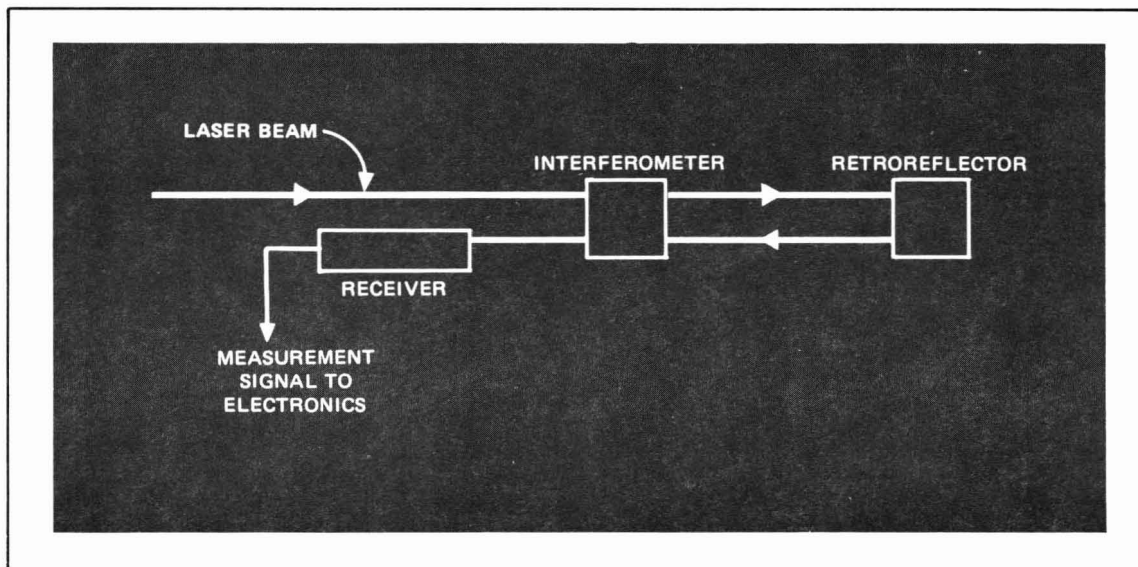 LASER BEAM
INTERFEROMETER
RETROREFLECTOR
RECEIVER
MEASUREMENT
SIGNAL TO
ELECTRONICS